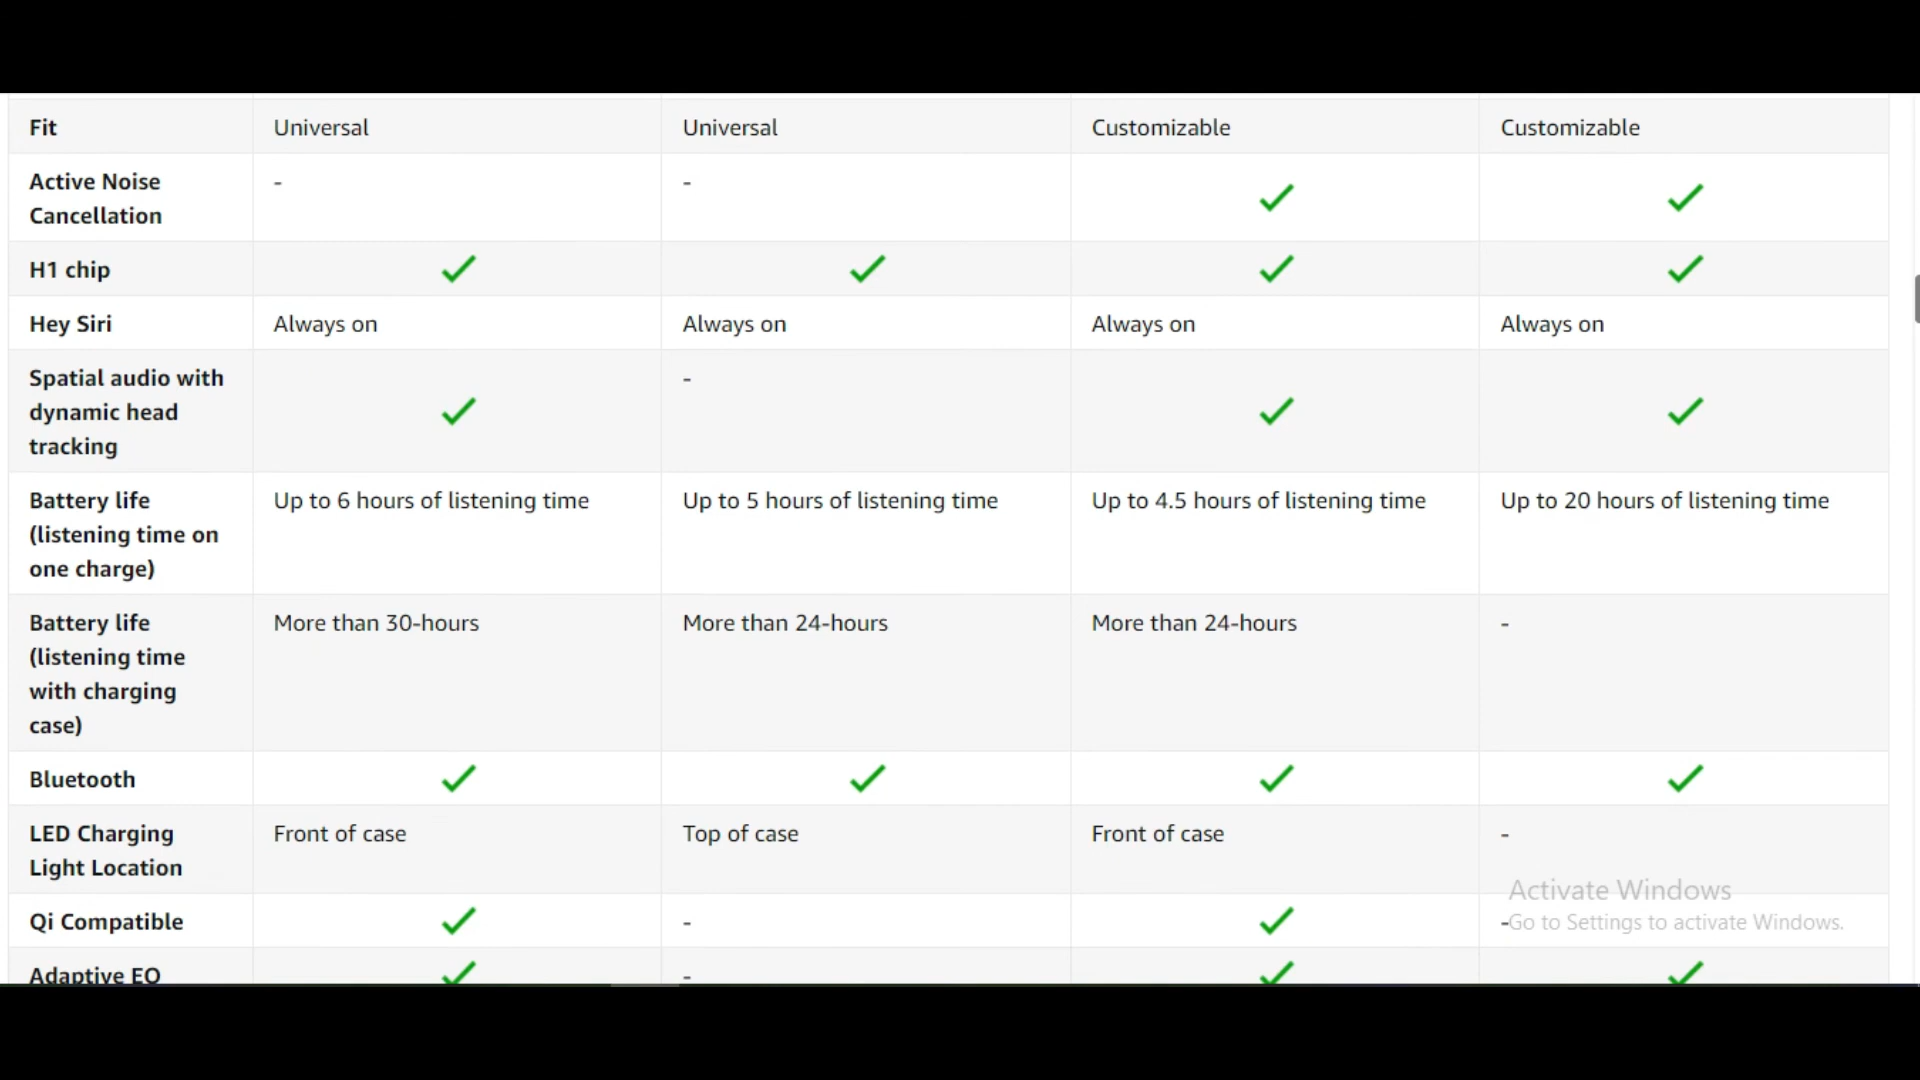 Fit Universal Universal Customizable Customizable
Active Noise - -
Cancellation
H1 chip
Hey Siri Always on Always on Always on Always on
Spatial audio with -
dynamic head
tracking
Battery life Up to 6 hours of listening time Up to 5 hours of listening time Up to 4.5 hours of listening time Up to 20 hours of listening time
(listening time on
one charge)
Battery life More than 30-hours More than 24-hours More than 24-hours -
(listening time
with charging
case)
Bluetooth
LED Charging Front of case Top of case Front of case -
Light Location
Activate Windows
Qi Compatible - -
Go to Settings to activate Windows.
Adaptive EQ -